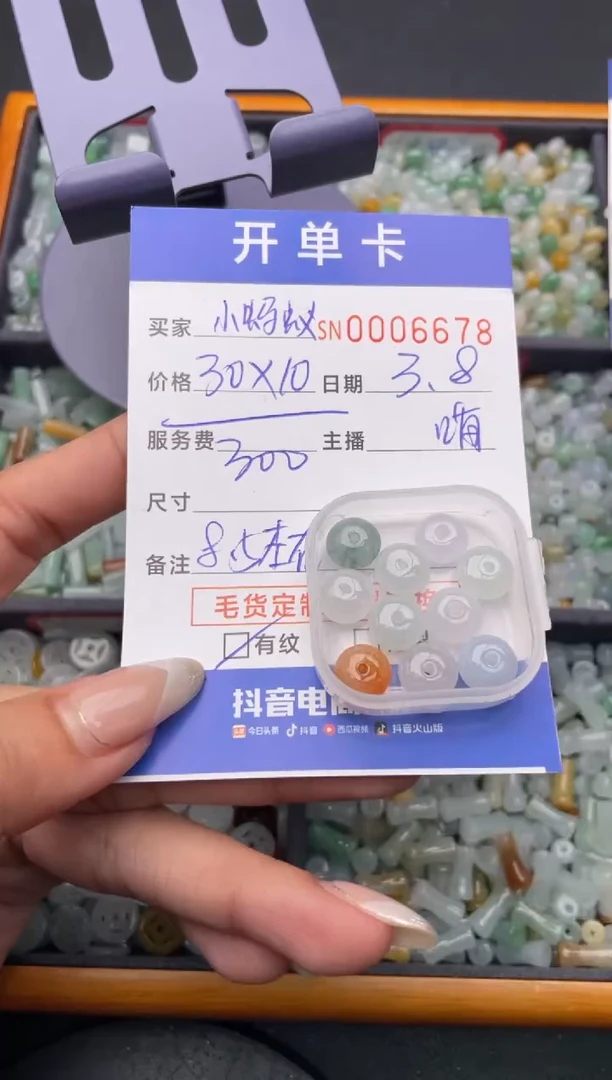 开单卡
买家 小蚂蚁 SN0006678
价格 30X10 日期 3.8
服务费 300 主播 嗨
尺寸
备注 8
毛货定制
有纹
抖音电商
今日头条 抖音 西瓜视频 抖音火山版